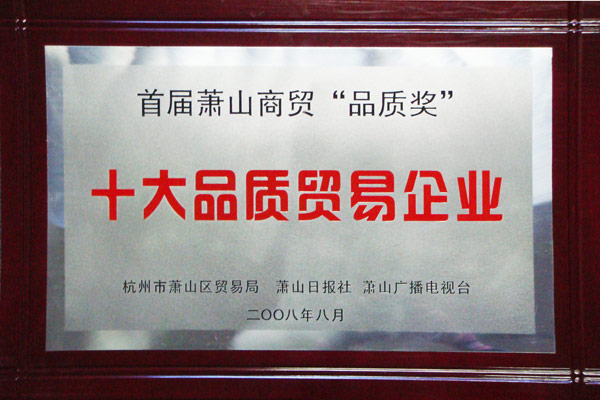 首届萧山商贸“品质奖”
十大品质贸易企业
杭州市萧山区贸易局 萧山日报社 萧山广播电视台
二〇〇八年八月